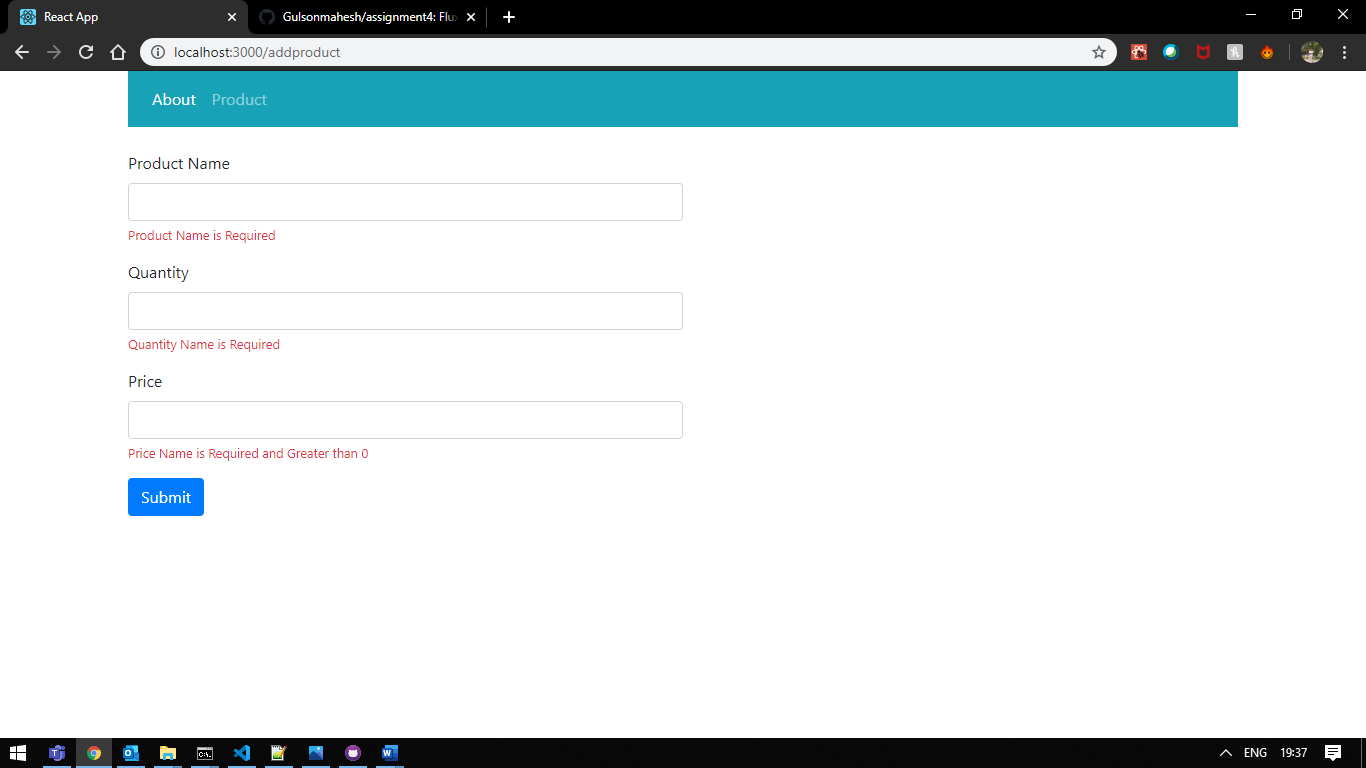 React App
Gulsonmahesh/assignment4: Flu
localhost:3000/addproduct
About Product
Product Name
Product Name is Required
Quantity
Quantity Name is Required
Price
Price Name is Required and Greater than 0
Submit
ENG 19:37